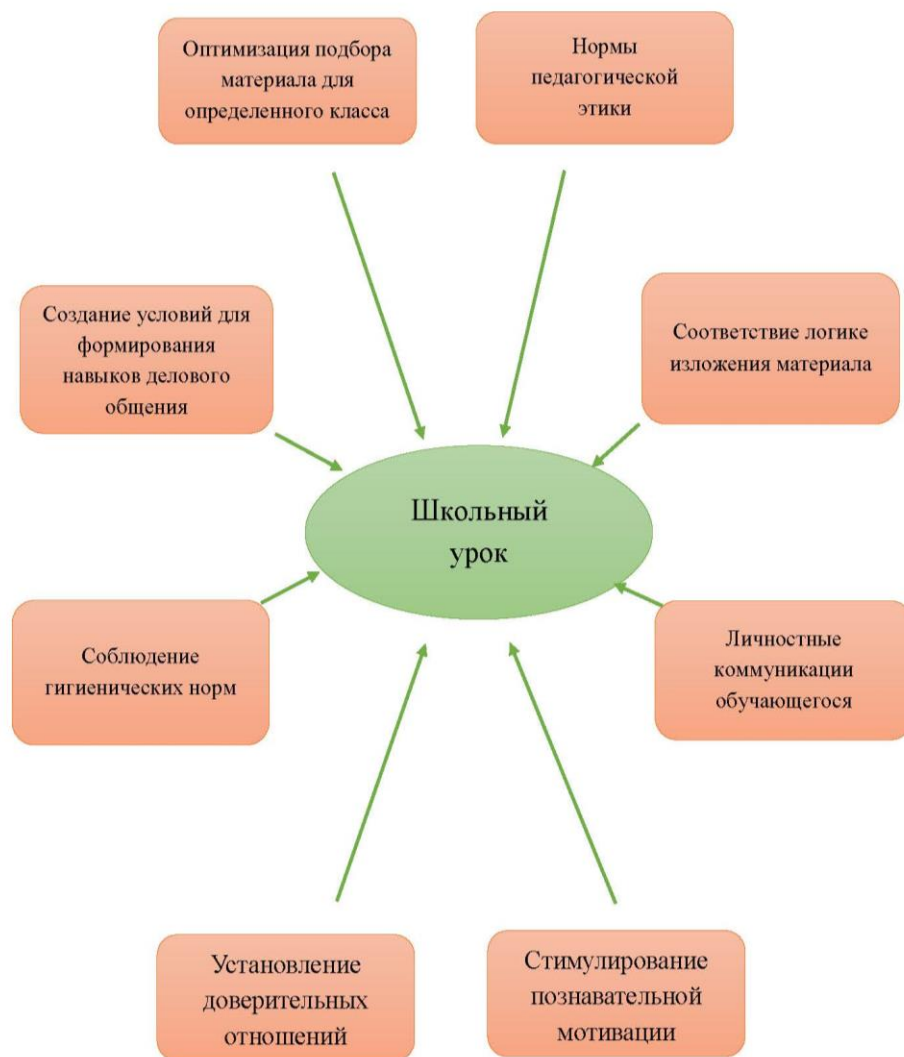 Оптимизация подбора
материала для
определенного класса
Нормы
педагогической
этики
Создание условий для
формирования
навыков делового
общения
Соответствие логике
изложения материала
Школьный
урок
Соблюдение
гигиенических норм
Личностные
коммуникации
обучающегося
Установление
доверительных
отношений
Стимулирование
познавательной
мотивации